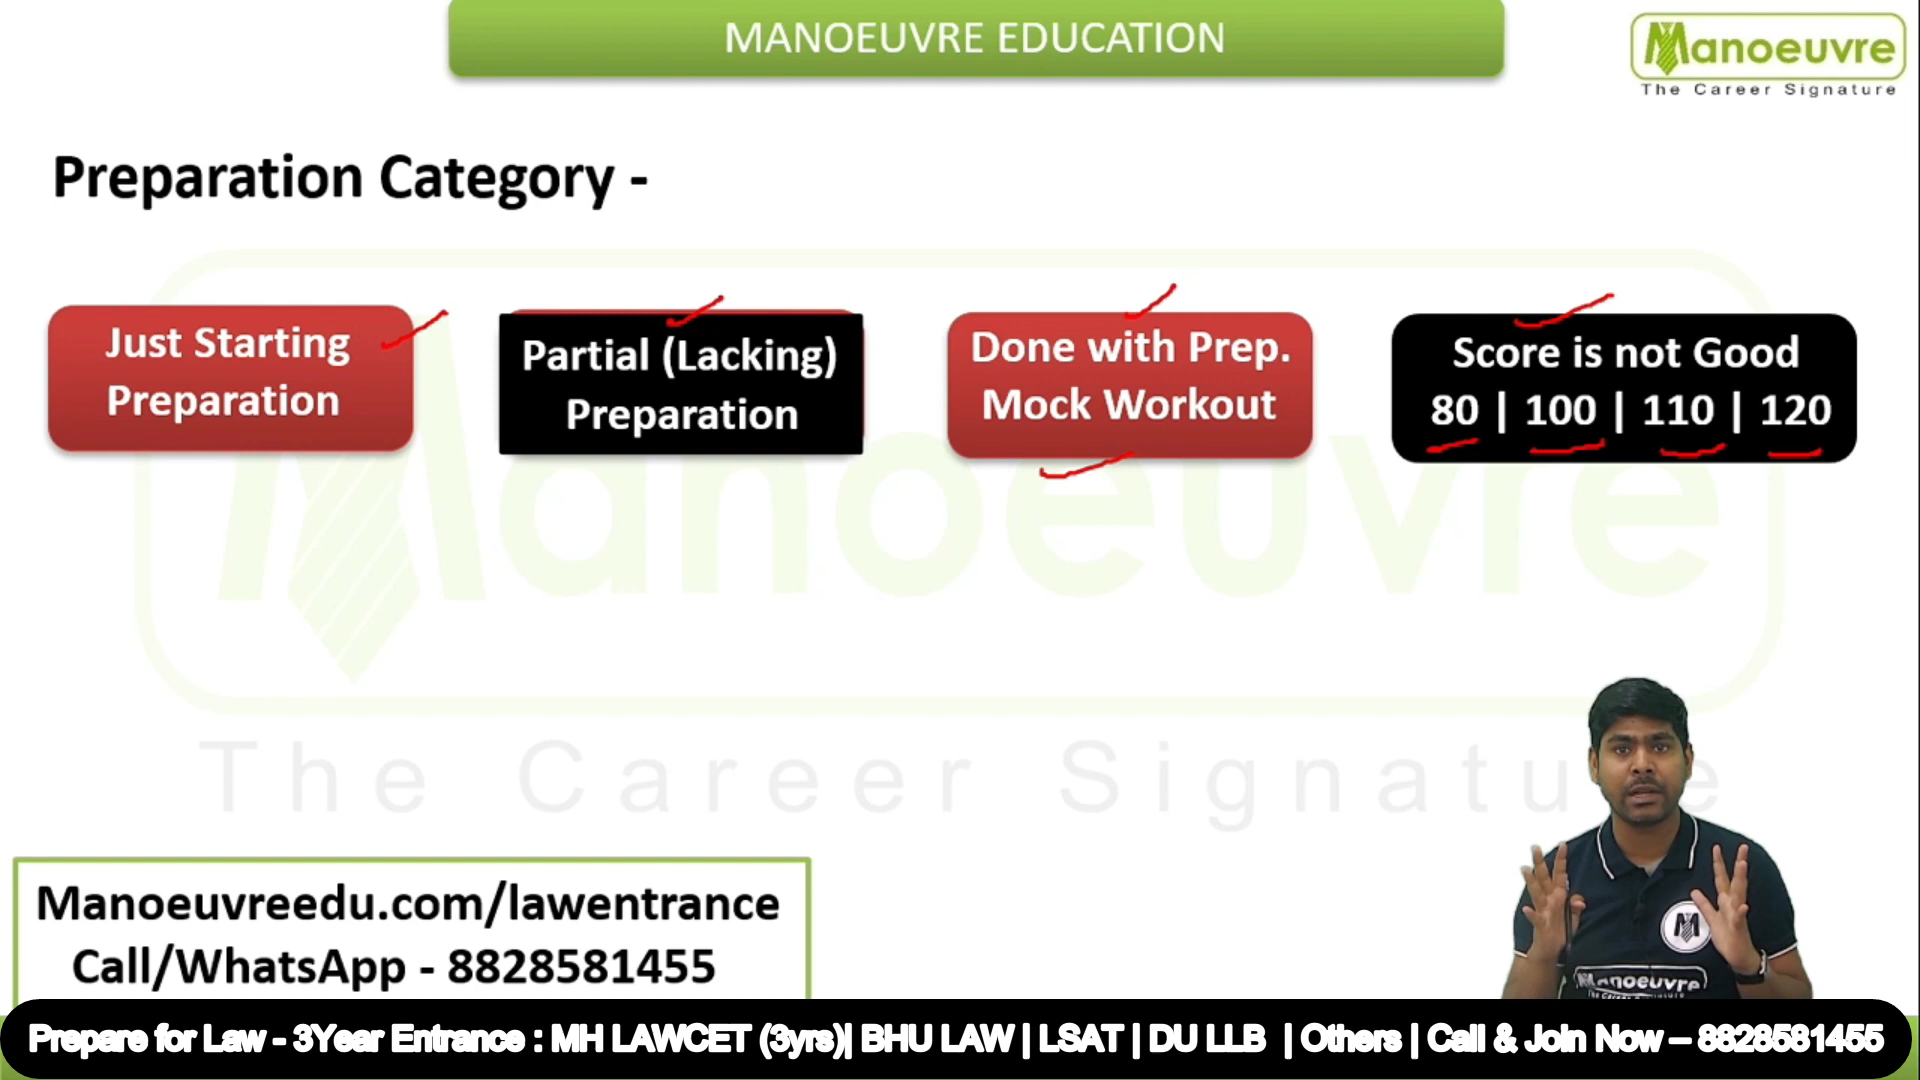 MANOEUVRE EDUCATION
Manoeuvre
The Career Signature
Preparation Category -
Just Starting
Preparation
Partial (Lacking)
Preparation
Done with Prep.
Mock Workout
Score is not Good
80 | 100 | 110 | 120
Manoeuvre
The Career Signature
Manoeuvreedu.com/lawentrance
Call/WhatsApp - 8828581455
M
Manoeuvre
Prepare for Law - 3Year Entrance : MH LAWCET (3yrs)| BHU LAW | LSAT | DU LLB | Others | Call & Join Now – 8828581455